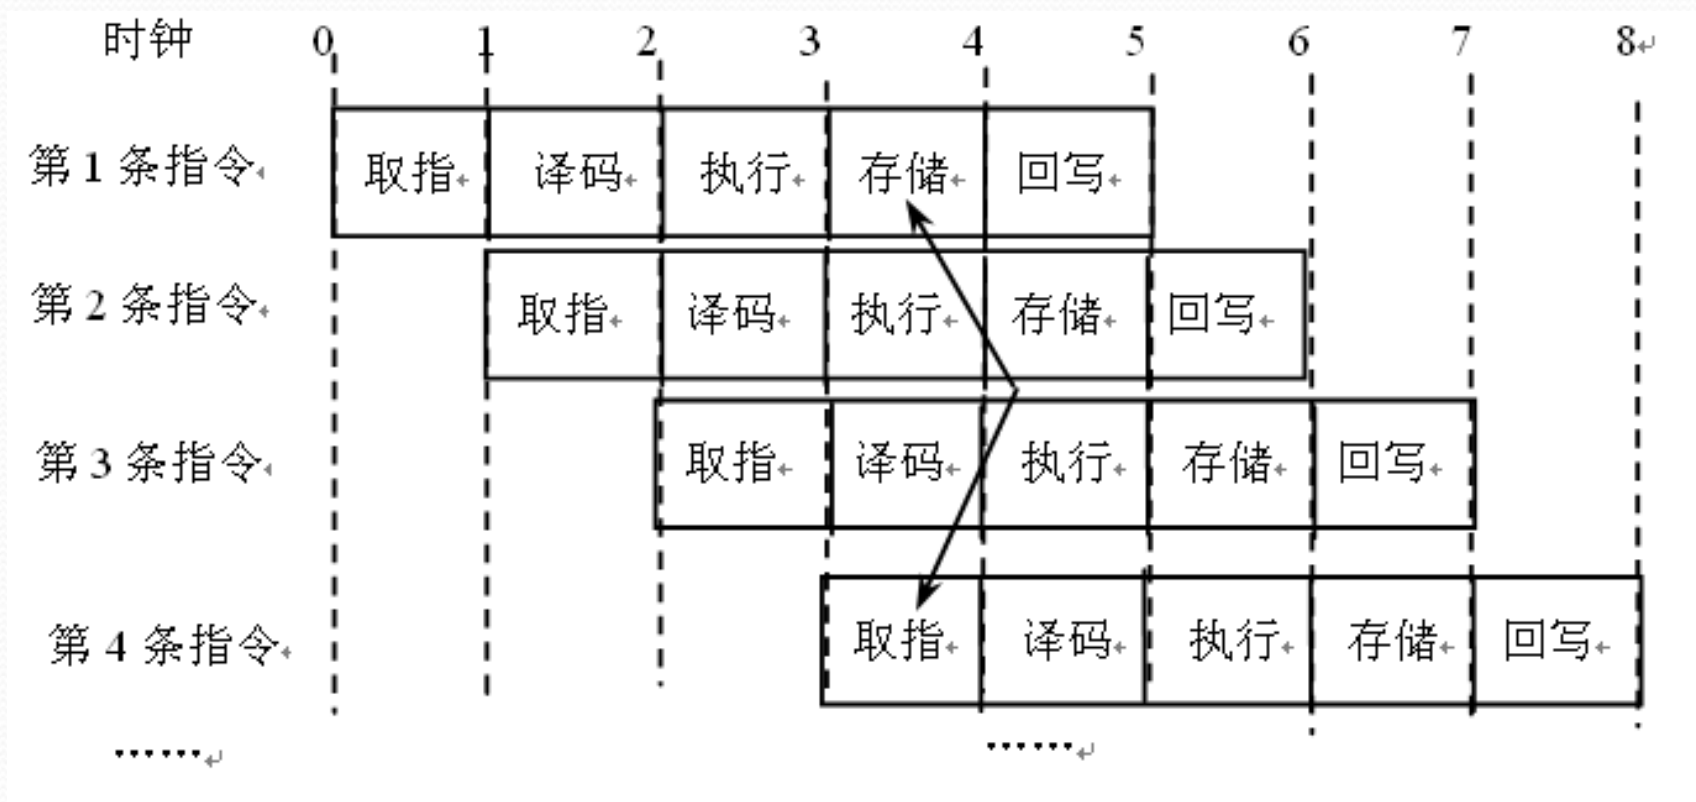 时钟 0 1 2 3 4 5 6 7 8↵
第 1 条指令 取指 译码 执行 存储 回写
第 2 条指令 取指 译码 执行 存储 回写
第 3 条指令 取指 译码 执行 存储 回写
第 4 条指令 取指 译码 执行 存储 回写
⋯⋯ ⋯⋯